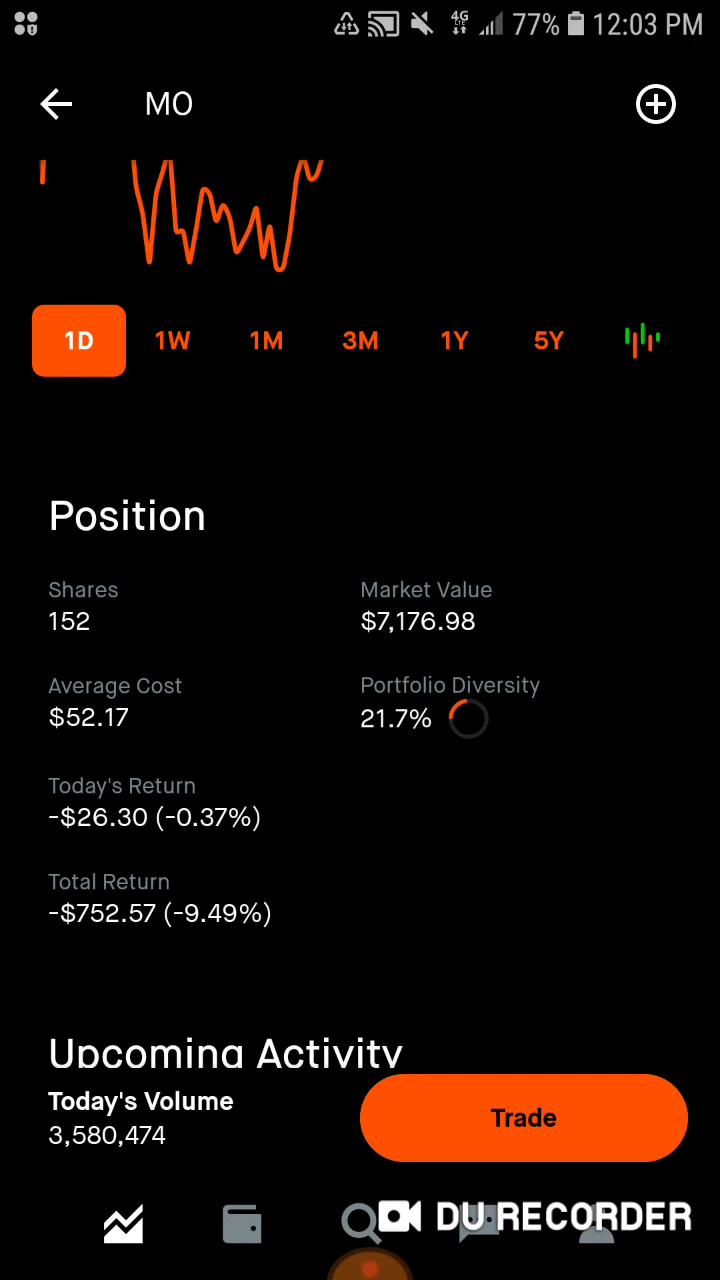 4G
LTE
77% 12:03 PM
MO
1D 1W 1M 3M 1Y 5Y
Position
Shares
152
Market Value
$7,176.98
Average Cost
$52.17
Portfolio Diversity
21.7%
Today's Return
-$26.30 (-0.37%)
Total Return
-$752.57 (-9.49%)
Upcoming Activity
Today's Volume
3,580,474
Trade
DU RECORDER